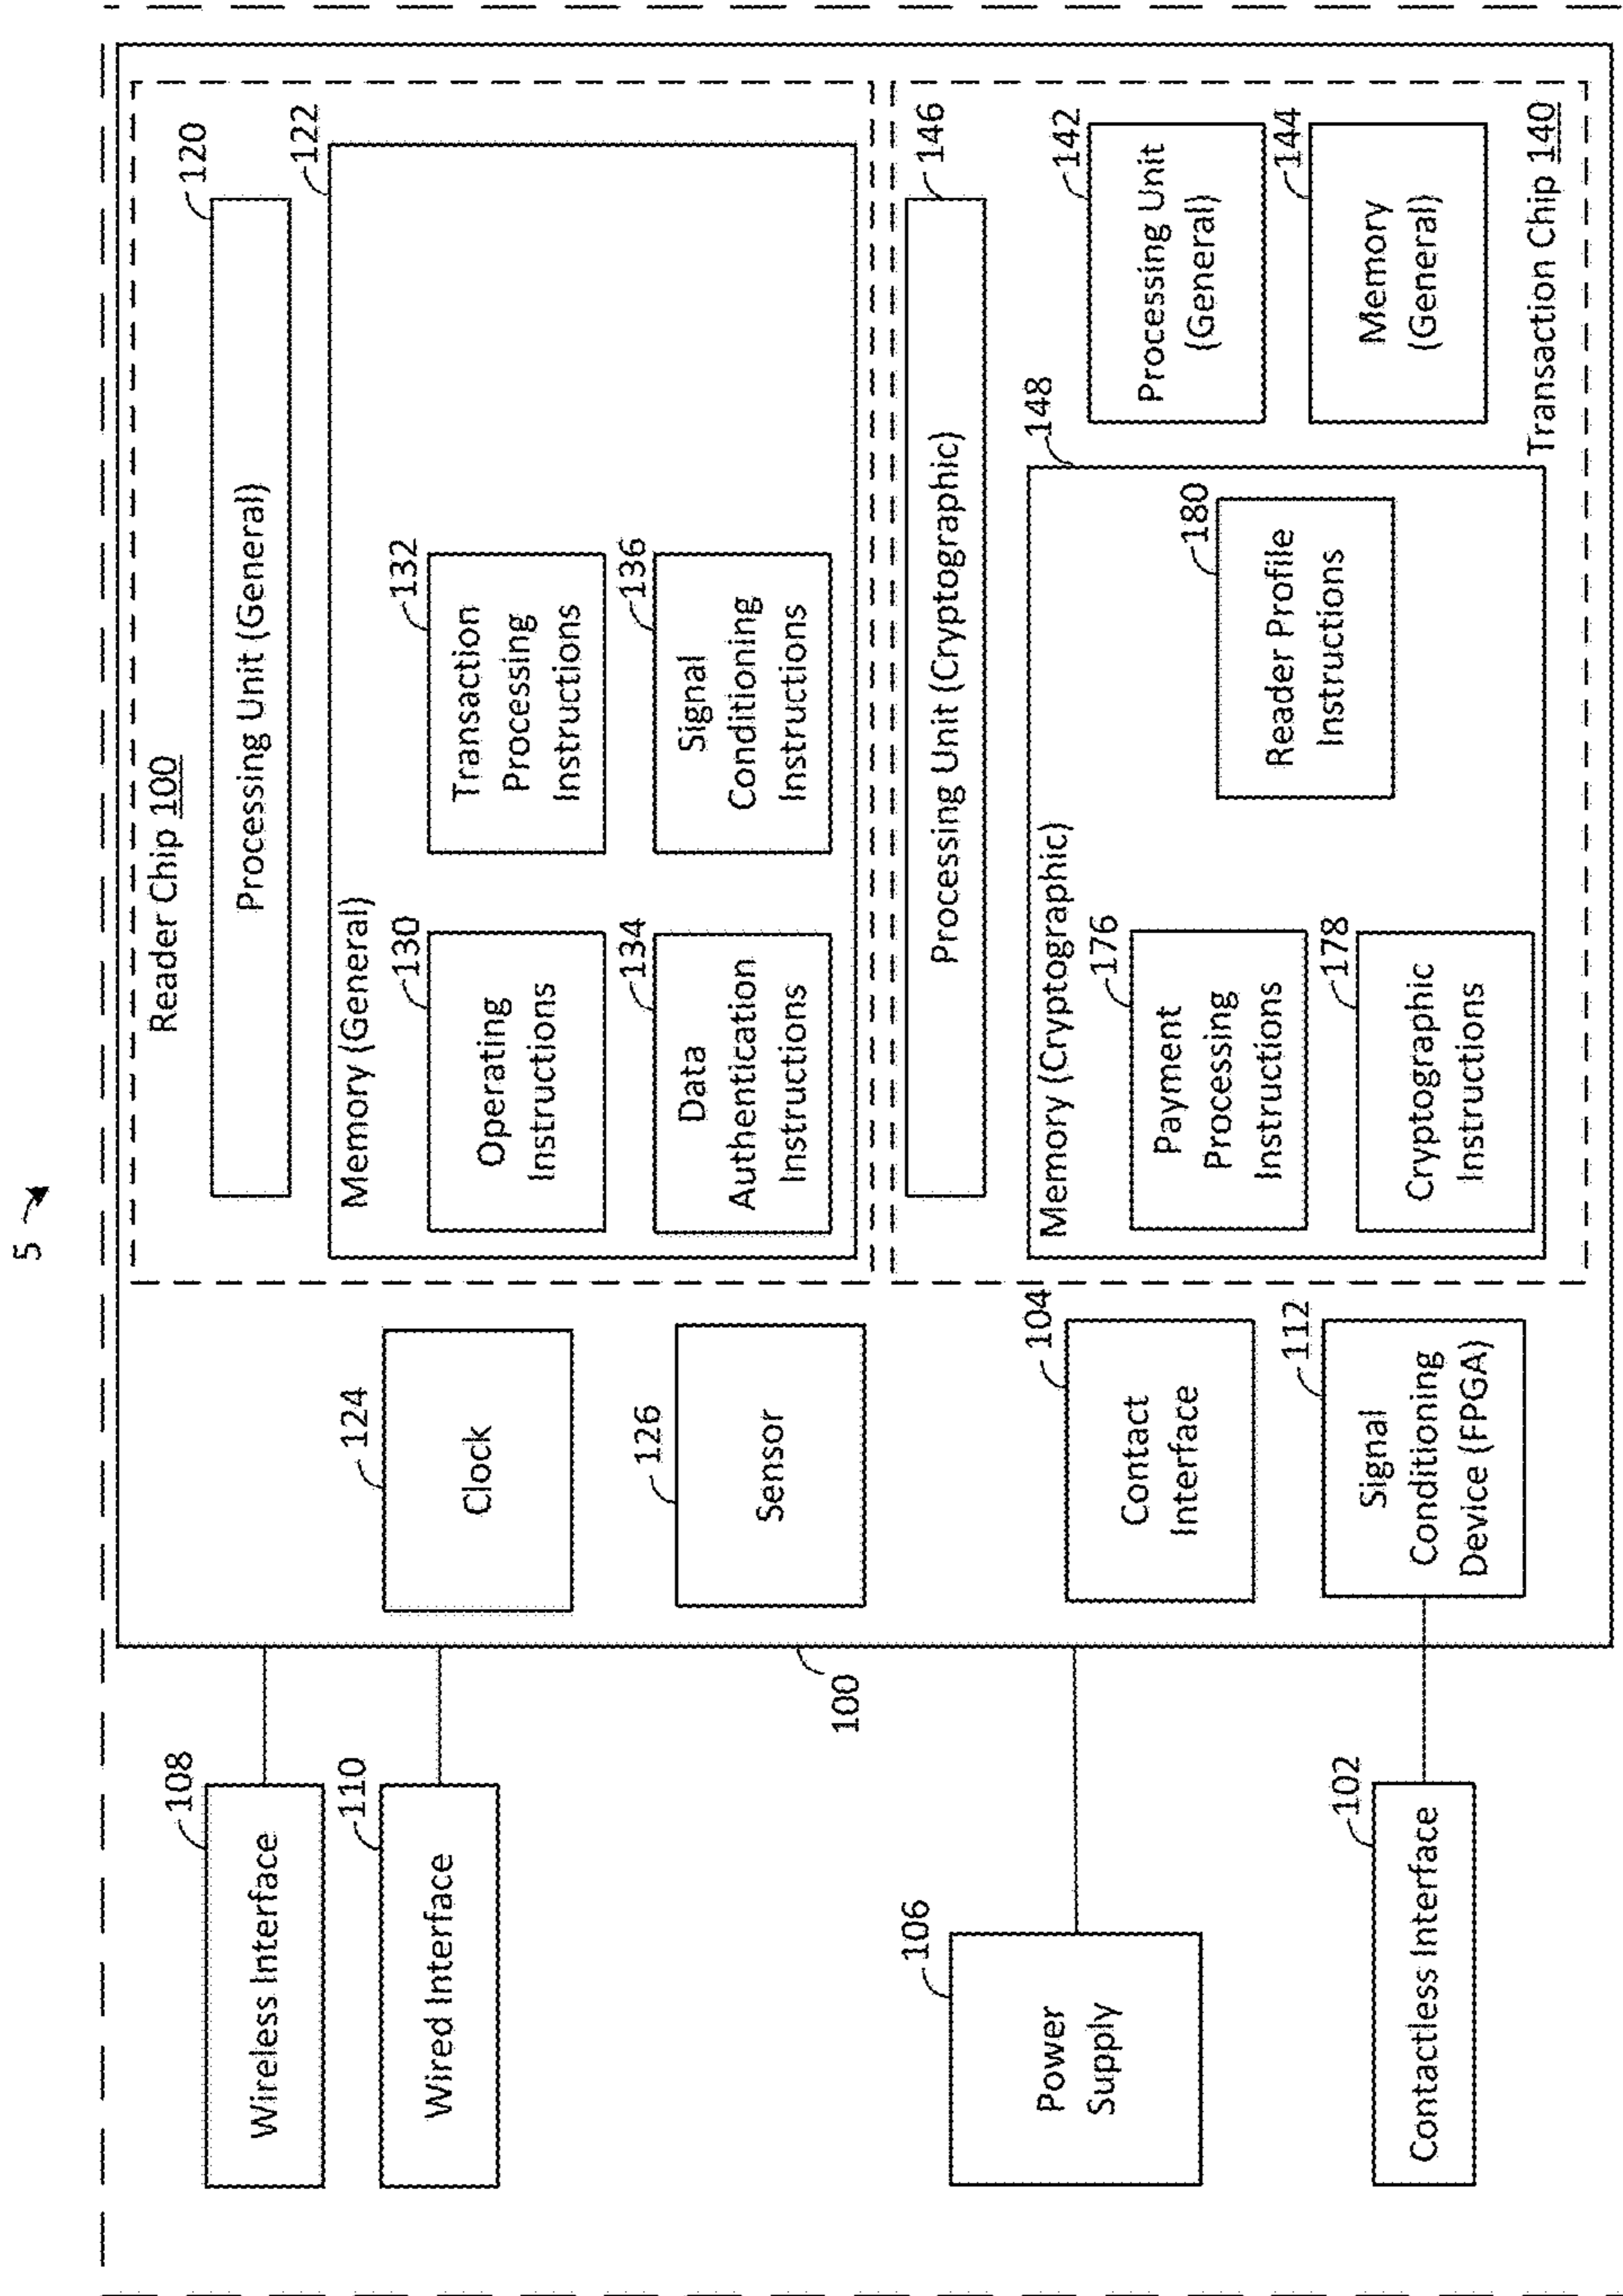 5
108
Wireless Interface
110
Wired Interface
106
Power
Supply
102
Contactless Interface
100
124
Clock
126
Sensor
104
Contact
Interface
112
Signal
Conditioning
Device (FPGA)
Reader Chip 100
120
Processing Unit (General)
122
Memory (General)
130
Operating
Instructions
132
Transaction
Processing
Instructions
134
Data
Authentication
Instructions
136
Signal
Conditioning
Instructions
146
Processing Unit (Cryptographic)
148
Memory (Cryptographic)
176
Payment
Processing
Instructions
178
Cryptographic
Instructions
180
Reader Profile
Instructions
142
Processing Unit
(General)
144
Memory
(General)
Transaction Chip 140